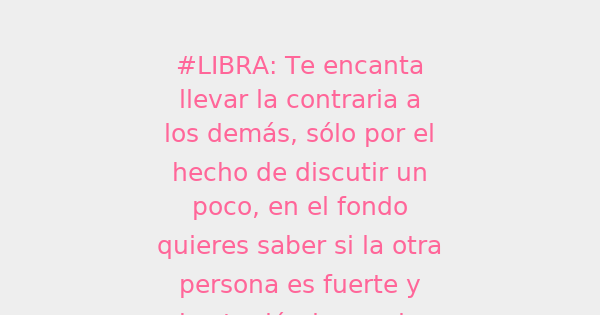 #LIBRA: Te encanta
llevar la contraria a
los demás, sólo por el
hecho de discutir un
poco, en el fondo
quieres saber si la otra
persona es fuerte y